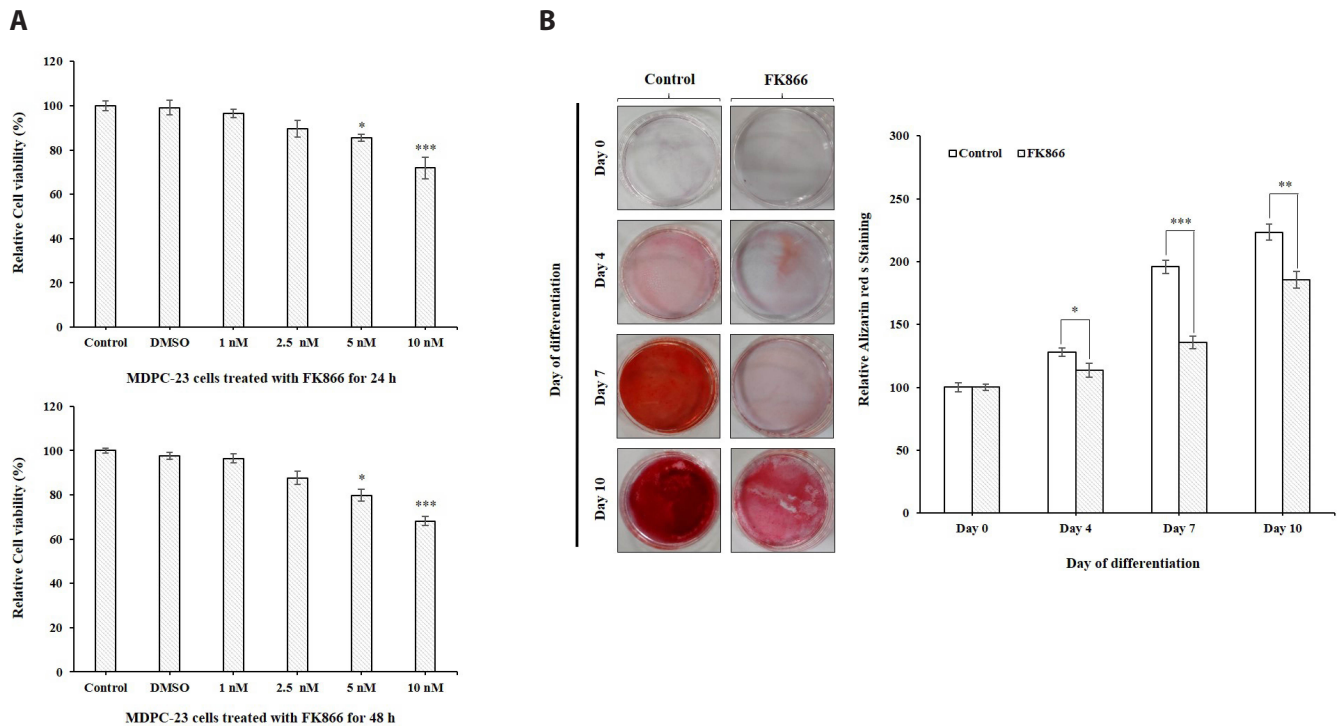 A
120
100
80
60
40
20
0
Relative Cell viability (%)
*
***
Control DMSO 1 nM 2.5 nM 5 nM 10 nM
MDPC-23 cells treated with FK866 for 24 h
120
100
80
60
40
20
0
Relative Cell viability (%)
*
***
Control DMSO 1 nM 2.5 nM 5 nM 10 nM
MDPC-23 cells treated with FK866 for 48 h
B
Control FK866
Day of differentiation
Day 0
Day 4
Day 7
Day 10
300
250
200
150
100
50
0
Relative Alizarin red s Staining
Control FK866
*
***
**
Day 0 Day 4 Day 7 Day 10
Day of differentiation